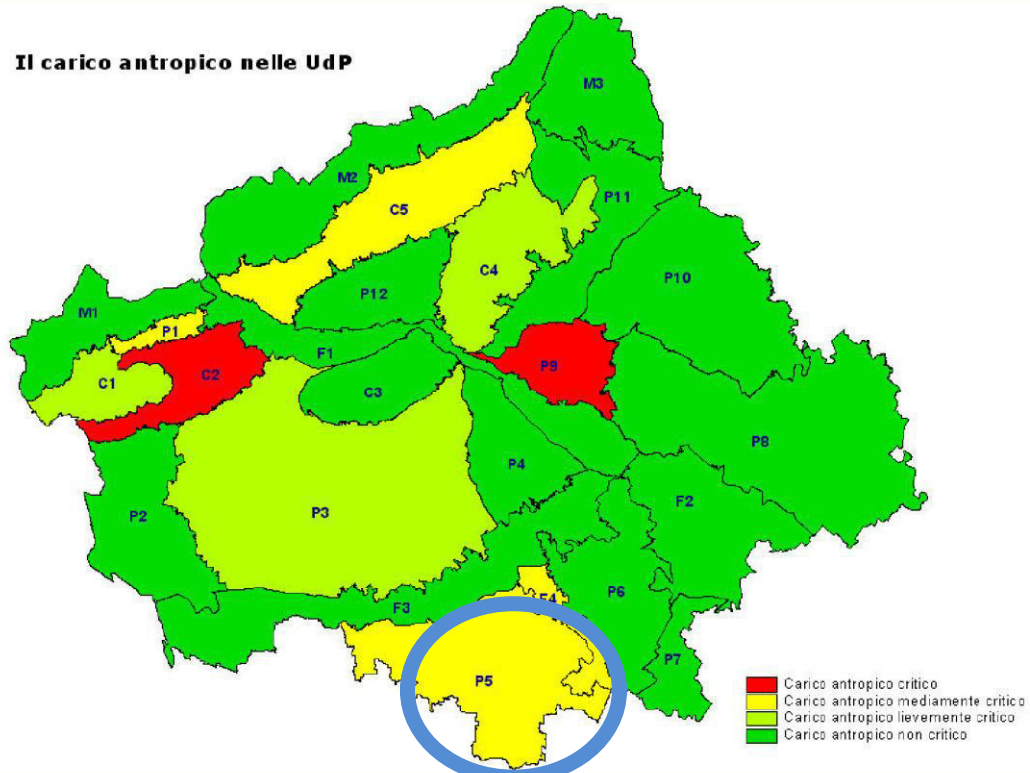 Il carico antropico nelle UdP
M3
M2
P11
C5
C4
P10
P12
M1
P1
F1
P9
C1
C2
C3
P8
P4
F2
P2
P3
P6
F3
F4
P7
P5
Carico antropico critico
Carico antropico mediamente critico
Carico antropico lievemente critico
Carico antropico non critico